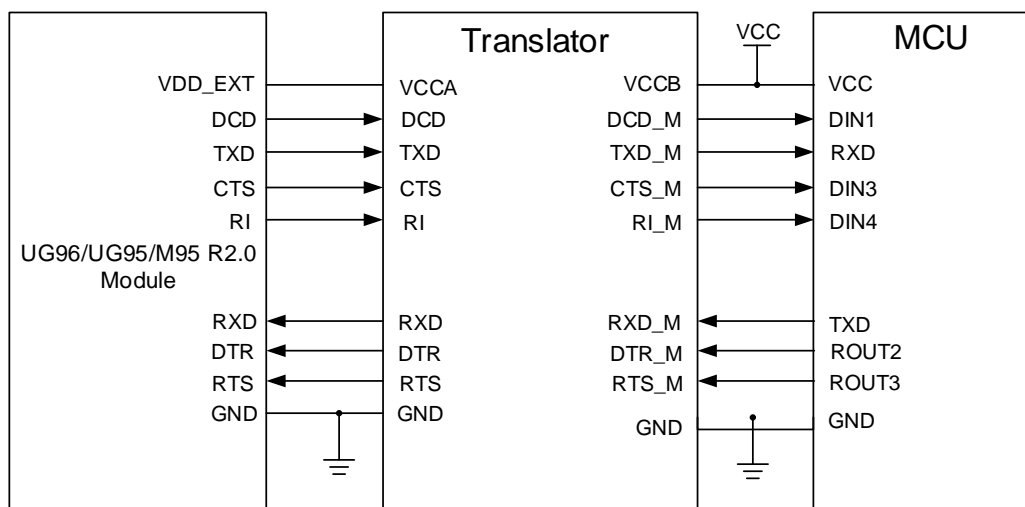 Translator
VCC
MCU
VDD_EXT
VCCA
VCCB
VCC
DCD
DCD
DCD_M
DIN1
TXD
TXD
TXD_M
RXD
CTS
CTS
CTS_M
DIN3
RI
RI
RI_M
DIN4
UG96/UG95/M95 R2.0
Module
RXD
RXD
RXD_M
TXD
DTR
DTR
DTR_M
ROUT2
RTS
RTS
RTS_M
ROUT3
GND
GND
GND
GND